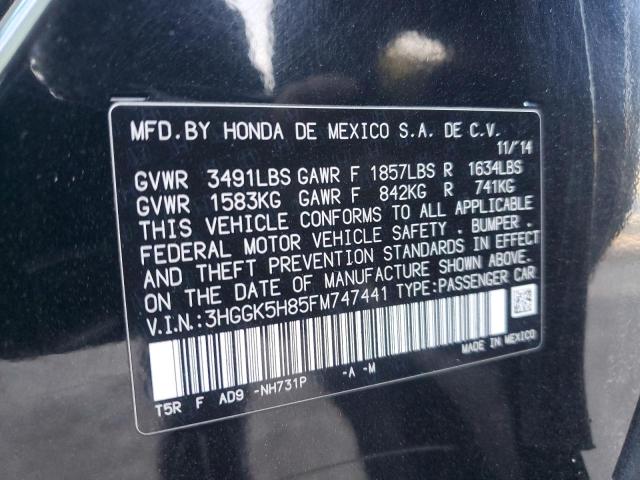 MFD.BY HONDA DE MEXICO S.A. DE C.V.
11/'14
GVWR 3491LBS GAWR F 1857LBS R 1634LBS
GVWR 1583KG GAWR F 842KG R 741KG
THIS VEHICLE CONFORMS TO ALL APPLICABLE
FEDERAL MOTOR VEHICLE SAFETY . BUMPER .
AND THEFT PREVENTION STANDARDS IN EFFECT
ON THE DATE OF MANUFACTURE SHOWN ABOVE.
V.I.N.:3HGGK5H85FM747441 TYPE:PASSENGER CAR
MADE IN MEXICO
T5R F AD9 -NH731P -A -M